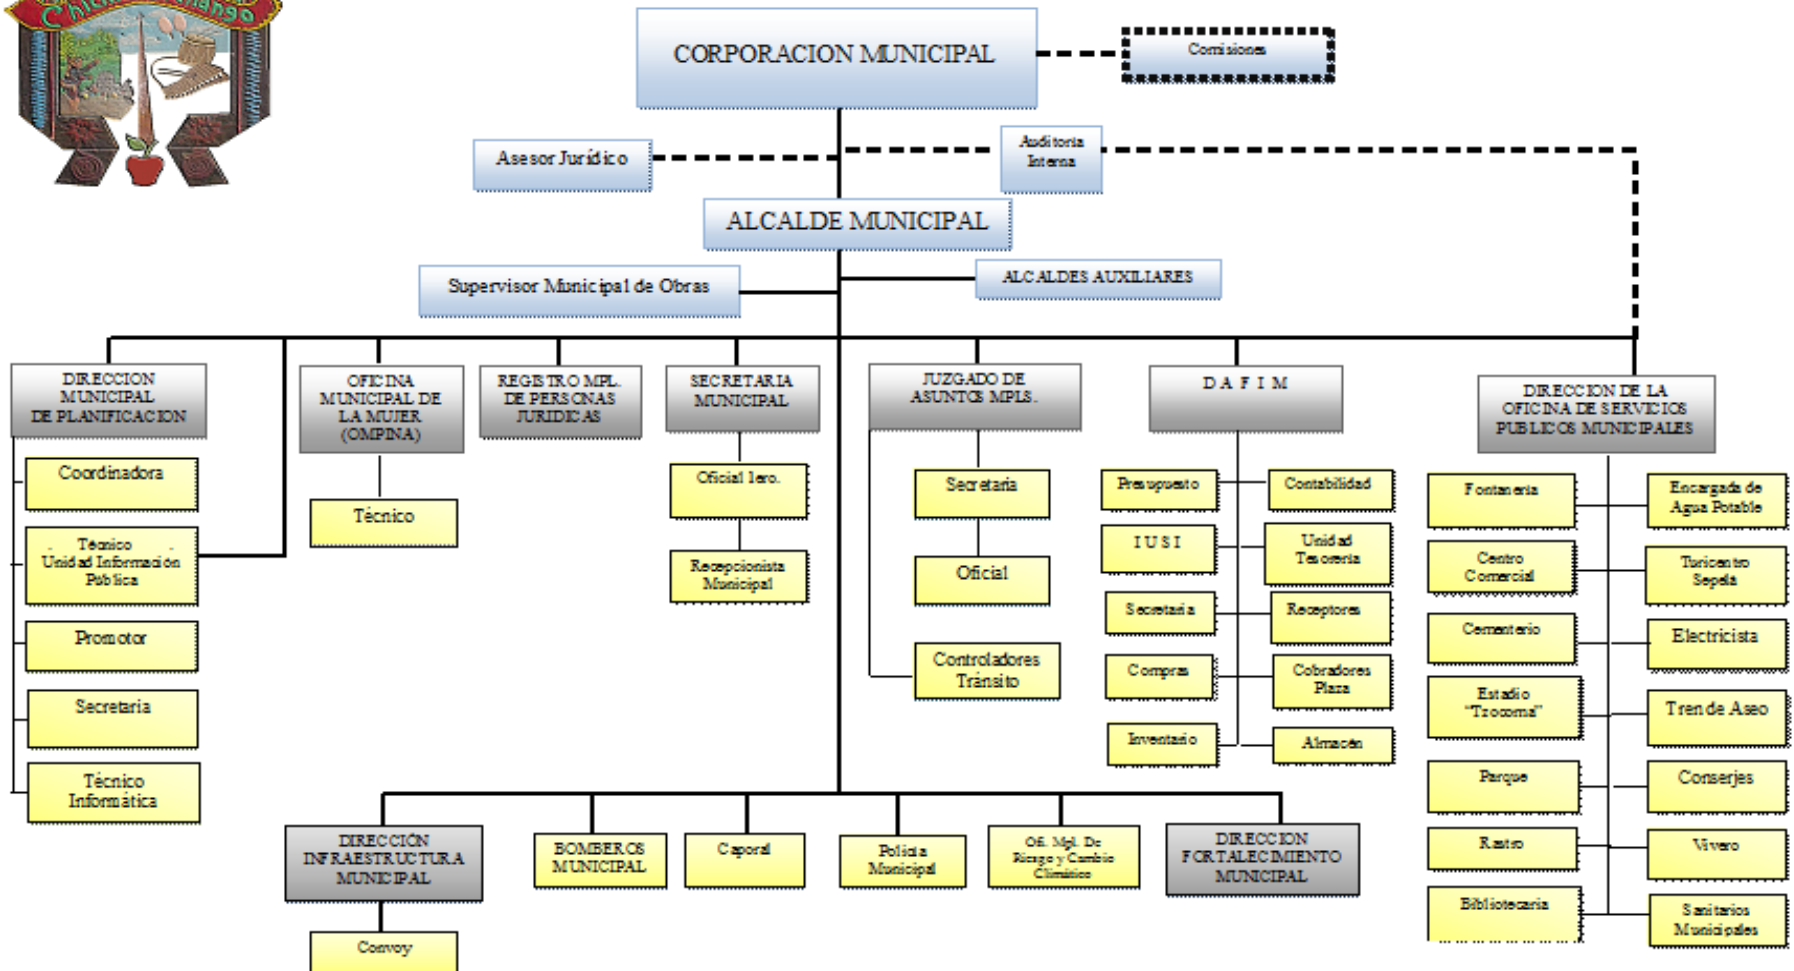 CORPORACION MUNICIPAL
Comisiones
Asesor Jurídico
Auditoria
Interna
ALCALDE MUNICIPAL
Supervisor Municipal de Obras
ALCALDES AUXILIARES
DIRECCION
MUNICIPAL
DE PLANIFICACION
OFICINA
MUNICIPAL DE
LA MUJER
(OMPINA)
REGISTRO MPL.
DE PERSONAS
JURIDICAS
SECRETARIA
MUNICIPAL
JUZGADO DE
ASUNTOS MPLS.
D A F I M
DIRECCION DE LA
OFICINA DE SERVICIOS
PUBLICOS MUNICIPALES
Coordinadora
Técnico
Unidad Información
Pública
Promotor
Secretaria
Técnico
Informática
Técnico
Oficial 1ero.
Recepcionista
Municipal
Secretaria
Oficial
Controladores
Tránsito
Presupuesto
Contabilidad
I U S I
Unidad
Tesorería
Secretaria
Receptores
Compras
Cobradores
Plaza
Inventario
Almacén
Fontanería
Encargada de
Agua Potable
Centro
Comercial
Turicentro
Sepelá
Cementerio
Electricista
Estadio
"Tzocoma"
Tren de Aseo
Parque
Conserjes
Rastro
Vivero
Bibliotecaria
Sanitarios
Municipales
DIRECCIÓN
INFRAESTRUCTURA
MUNICIPAL
BOMBEROS
MUNICIPAL
Caporal
Policía
Municipal
Ofi. Mpl. De
Riesgo y Cambio
Climático
DIRECCION
FORTALECIMIENTO
MUNICIPAL
Convoy